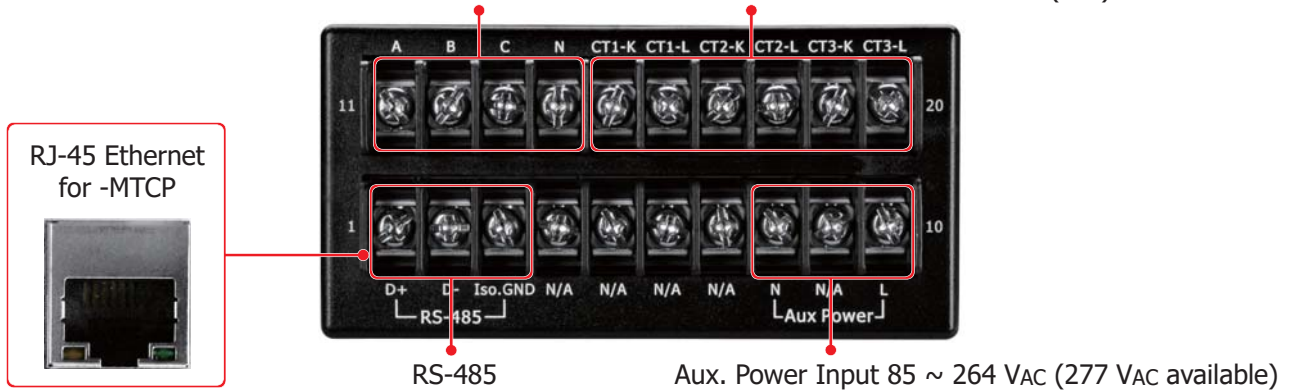 A B C N CT1-K CT1-L CT2-K CT2-L CT3-K CT3-L
11 20
RJ-45 Ethernet
for -MTCP
1 10
D+ D- Iso.GND N/A N/A N/A N/A N N/A L
RS-485 Aux Power
RS-485 Aux. Power Input 85 ~ 264 VAC (277 VAC available)